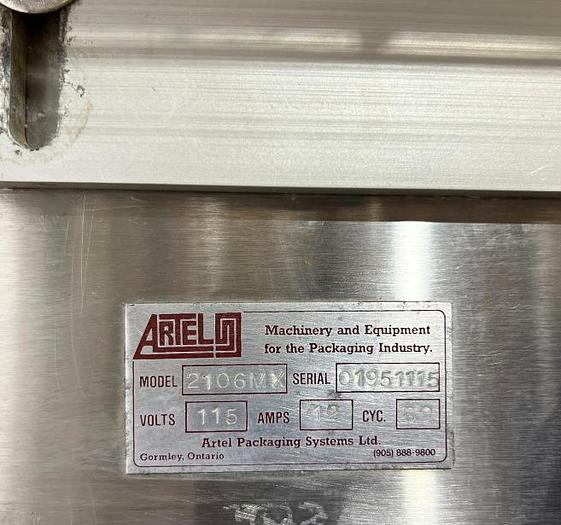 ARTEL
Machinery and Equipment
for the Packaging Industry.
MODEL 2106MX SERIAL 01951115
VOLTS 115 AMPS CYC.
Artel Packaging Systems Ltd.
Gormley, Ontario (905) 888-9800